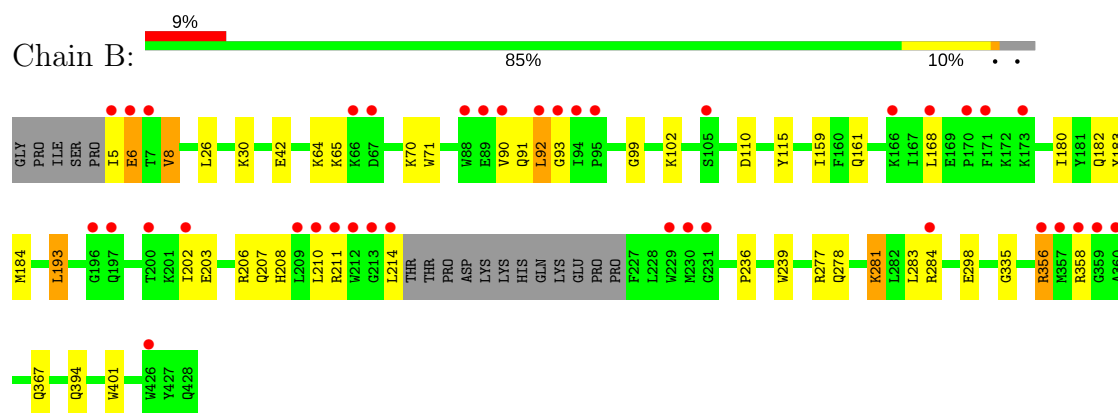 9%
Chain B:
85% 10% • •
GLY PRO ILE SER PRO I5 E6 T7 V8 L26 K30 E42 K64 K65 K66 D67 K70 W71 W88 E89 V90 Q91 L92 G93 I94 P95 G99 K102 S105 D110 Y115 I159 F160 Q161 K166 I167 L168 E169 P170 F171 K172 K173 I180 Y181 Q182 Y183
M184 L193 G196 Q197 T200 K201 I202 E203 R206 Q207 H208 L209 L210 R211 W212 G213 L214 THR THR PRO ASP LYS LYS HIS GLN LYS GLU PRO PRO F227 L228 W229 M230 G231 P236 W239 R277 Q278 K281 L282 L283 R284 E298 G335 R356 M357 R358 G359 A360
Q367 Q394 W401 W426 Y427 Q428